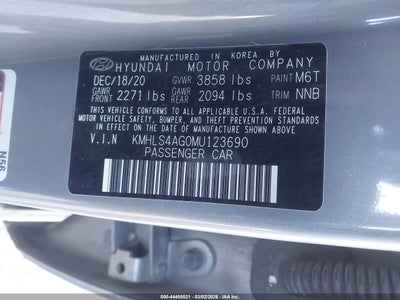 MANUFACTURED IN KOREA BY
HYUNDAI MOTOR COMPANY
DEC/18/20 GVWR 3858 lbs PAINT M6T
GAWR FRONT 2271 lbs GAWR REAR 2094 lbs TRIM NNB
THIS VEHICLE CONFORMS TO ALL APPLICABLE U.S.A. FEDERAL
MOTOR VEHICLE SAFETY, BUMPER, AND THEFT PREVENTION STANDARDS
IN EFFECT ON THE DATE OF MANUFACTURE SHOWN ABOVE.
V.I.N KMHLS4AG0MU123690
PASSENGER CAR
N56
000-44485521 | 03/02/2026 | IAA Inc.